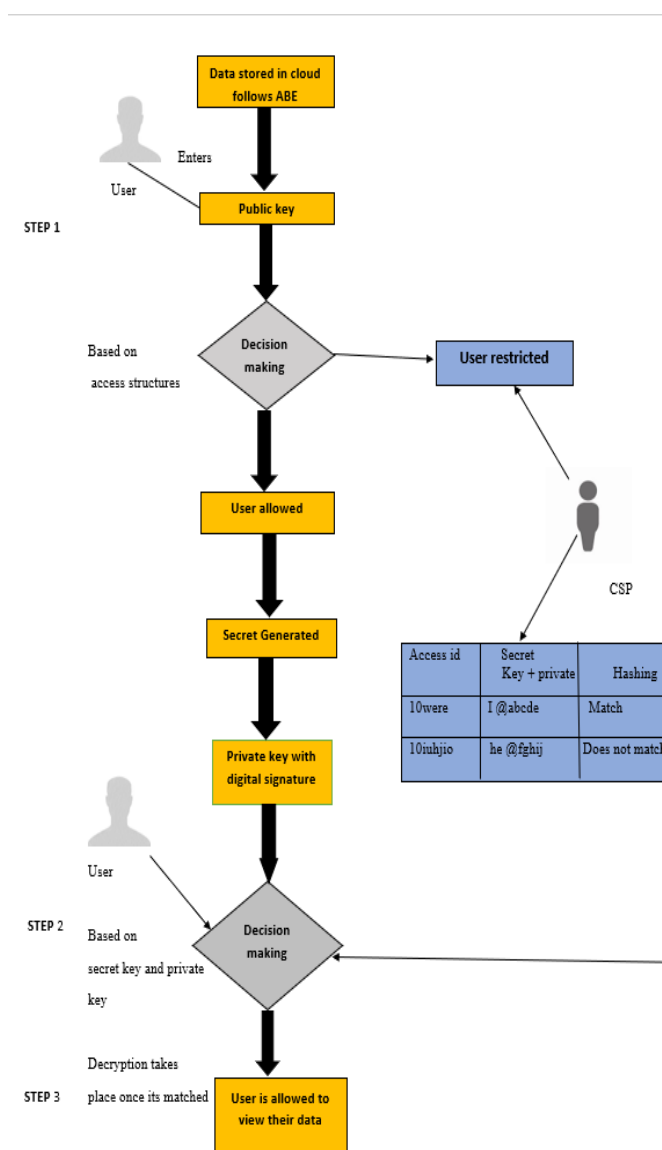 Data stored in cloud
follows ABE
Enters
User
Public key
STEP 1
Decision
making
Based on
access structures
User restricted
User allowed
CSP
Secret Generated
Access id
Secret
Key + private
Hashing
10were
I @abcde
Match
10iuhjio
he @fghij
Does not match
Private key with
digital signature
User
STEP 2
Decision
making
Based on
secret key and private
key
Decryption takes
place once its matched
STEP 3
User is allowed to
view their data